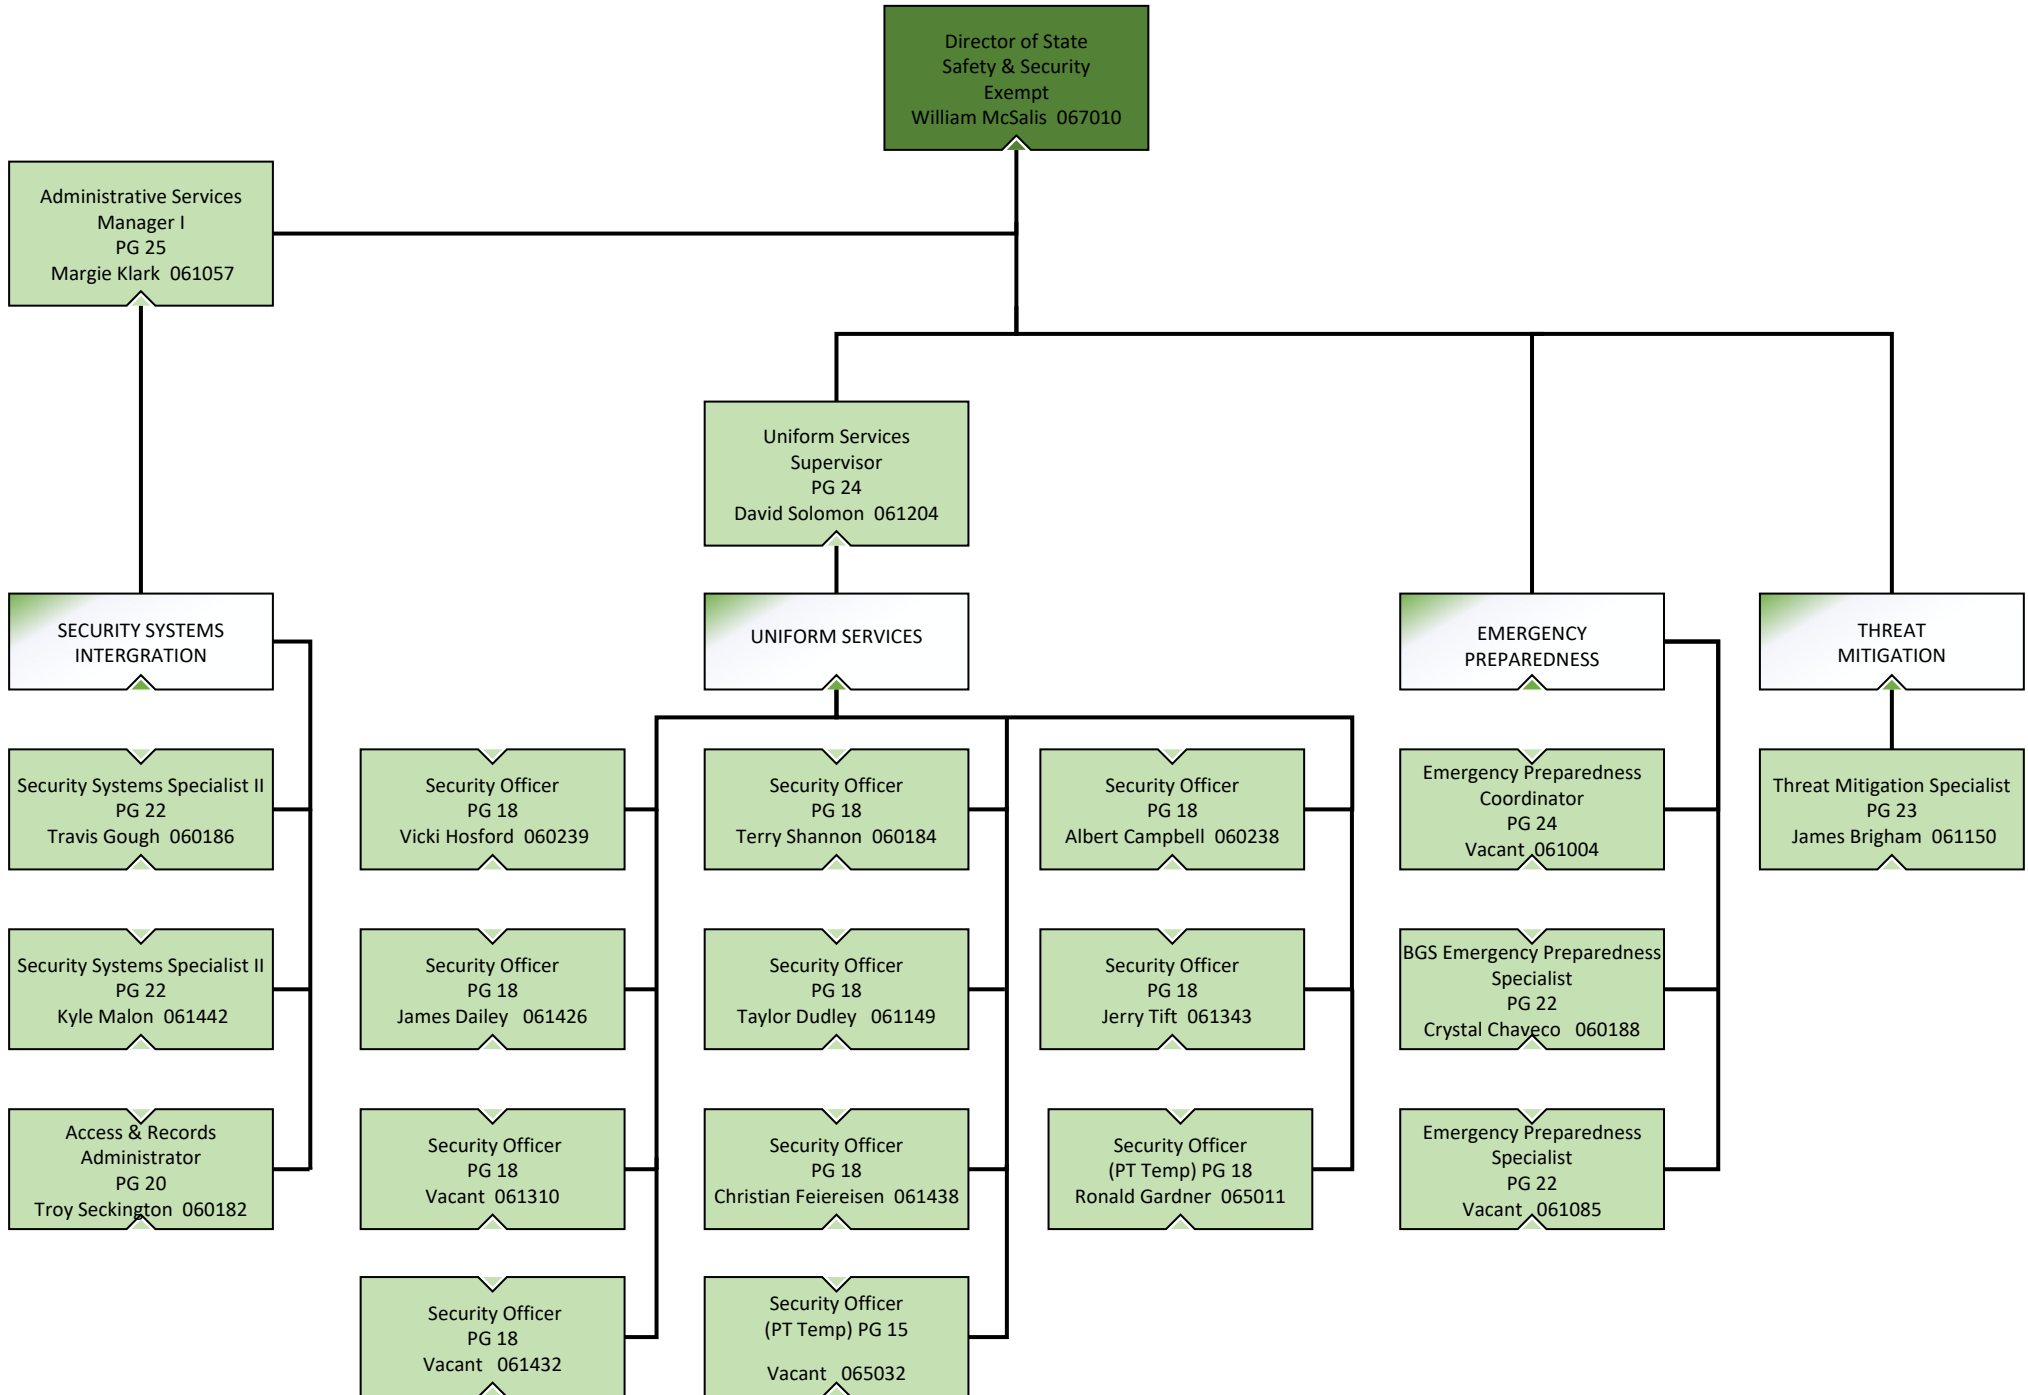 Director of State
Safety & Security
Exempt
William McSalis 067010
Administrative Services
Manager I
PG 25
Margie Klark 061057
Uniform Services
Supervisor
PG 24
David Solomon 061204
SECURITY SYSTEMS
INTERGRATION
UNIFORM SERVICES
EMERGENCY
PREPAREDNESS
THREAT
MITIGATION
Security Systems Specialist II
PG 22
Travis Gough 060186
Security Officer
PG 18
Vicki Hosford 060239
Security Officer
PG 18
Terry Shannon 060184
Security Officer
PG 18
Albert Campbell 060238
Emergency Preparedness
Coordinator
PG 24
Vacant 061004
Threat Mitigation Specialist
PG 23
James Brigham 061150
Security Systems Specialist II
PG 22
Kyle Malon 061442
Security Officer
PG 18
James Dailey 061426
Security Officer
PG 18
Taylor Dudley 061149
Security Officer
PG 18
Jerry Tift 061343
BGS Emergency Preparedness
Specialist
PG 22
Crystal Chaveco 060188
Access & Records
Administrator
PG 20
Troy Seckington 060182
Security Officer
PG 18
Vacant 061310
Security Officer
PG 18
Christian Feiereisen 061438
Security Officer
(PT Temp) PG 18
Ronald Gardner 065011
Emergency Preparedness
Specialist
PG 22
Vacant 061085
Security Officer
PG 18
Vacant 061432
Security Officer
(PT Temp) PG 15
Vacant 065032